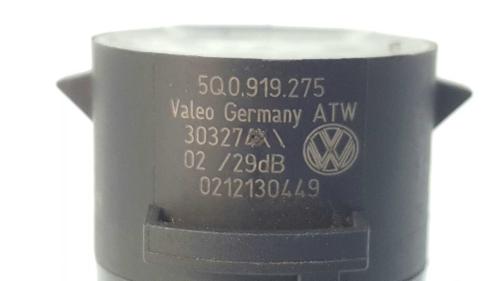 5Q0.919.275
Valeo Germany ATW
30327
02 /29dB
0212130449